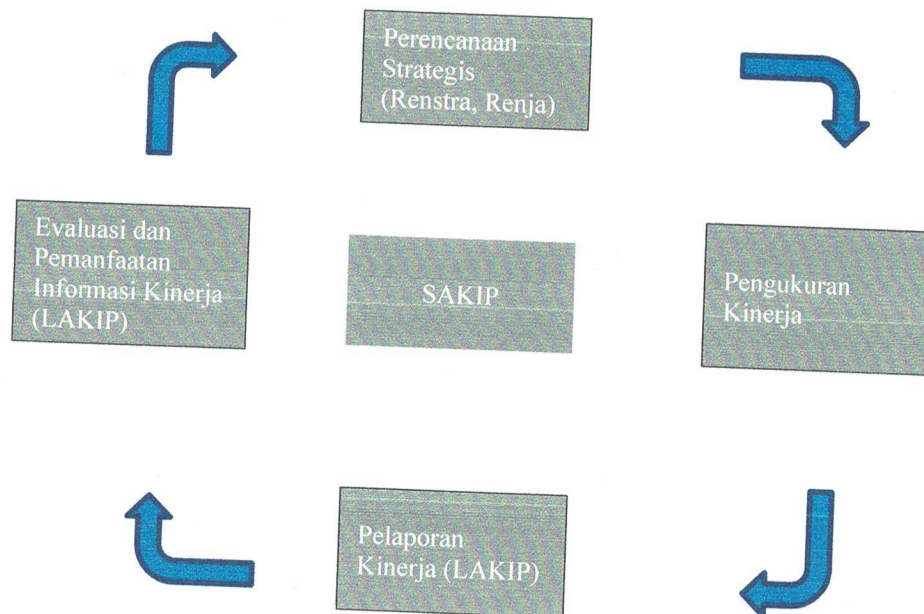 Perencanaan
Strategis
(Renstra, Renja)
Evaluasi dan
Pemanfaatan
Informasi Kinerja
(LAKIP)
SAKIP
Pengukuran
Kinerja
Pelaporan
Kinerja (LAKIP)